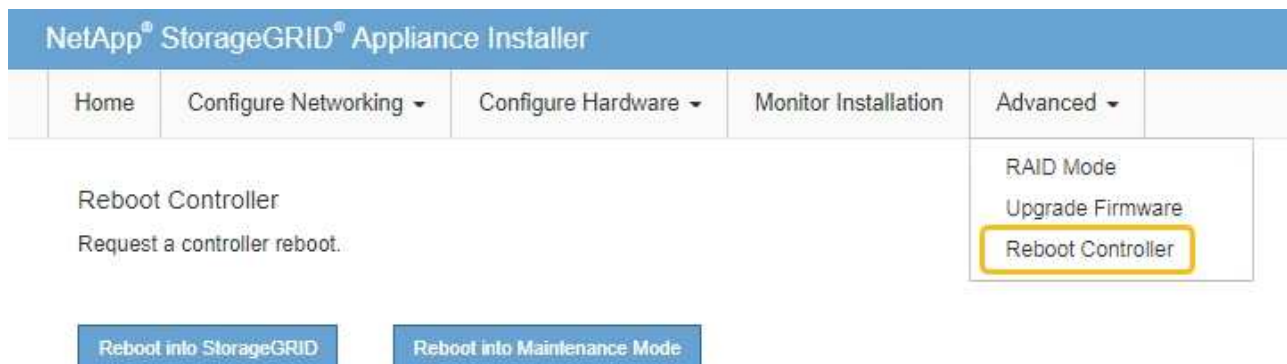 NetApp® StorageGRID® Appliance Installer
Home Configure Networking Configure Hardware Monitor Installation Advanced
RAID Mode
Upgrade Firmware
Reboot Controller
Reboot Controller
Request a controller reboot.
Reboot into StorageGRID Reboot into Maintenance Mode